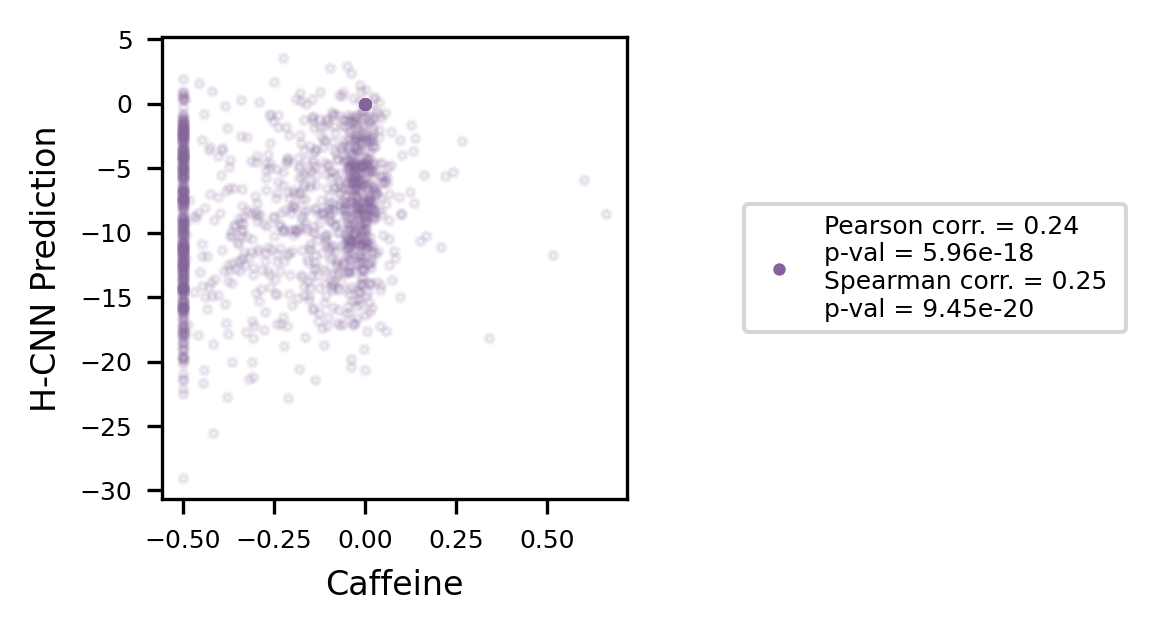 5
0
−5
−10
−15
−20
−25
−30
H-CNN Prediction
−0.50 −0.25 0.00 0.25 0.50
Caffeine
Pearson corr. = 0.24
p-val = 5.96e-18
Spearman corr. = 0.25
p-val = 9.45e-20